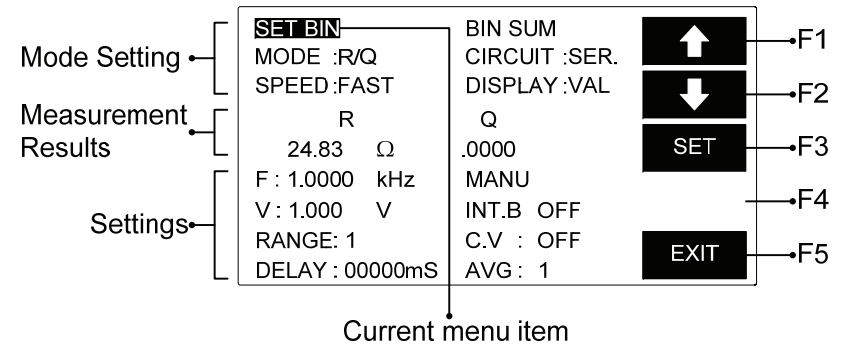 SET BIN BIN SUM
MODE :R/Q CIRCUIT :SER.
SPEED:FAST DISPLAY :VAL
R Q
24.83 Ω .0000
F : 1.0000 kHz MANU
V : 1.000 V INT.B OFF
RANGE: 1 C.V : OFF
DELAY : 00000mS AVG : 1
SET
EXIT
F1
F2
F3
F4
F5
Mode Setting
Measurement
Results
Settings
Current menu item